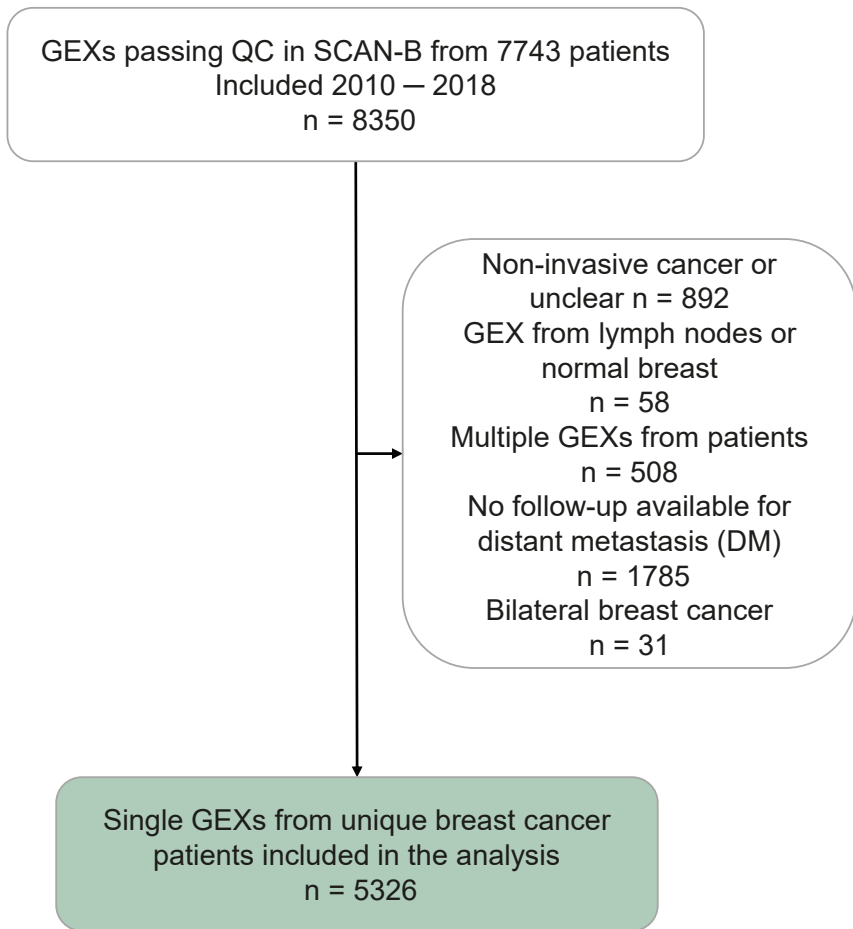 GEXs passing QC in SCAN-B from 7743 patients
Included 2010 – 2018
n = 8350
Non-invasive cancer or
unclear n = 892
GEX from lymph nodes or
normal breast
n = 58
Multiple GEXs from patients
n = 508
No follow-up available for
distant metastasis (DM)
n = 1785
Bilateral breast cancer
n = 31
Single GEXs from unique breast cancer
patients included in the analysis
n = 5326